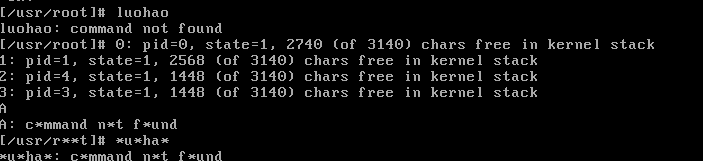 [/usr/root]# luohao
luohao: command not found
[/usr/root]# 0: pid=0, state=1, 2740 (of 3140) chars free in kernel stack
1: pid=1, state=1, 2568 (of 3140) chars free in kernel stack
2: pid=4, state=1, 1448 (of 3140) chars free in kernel stack
3: pid=3, state=1, 1448 (of 3140) chars free in kernel stack
A
A: c*mmand n*t f*und
[/usr/r**t]# *u*ha*
*u*ha*: c*mmand n*t f*und